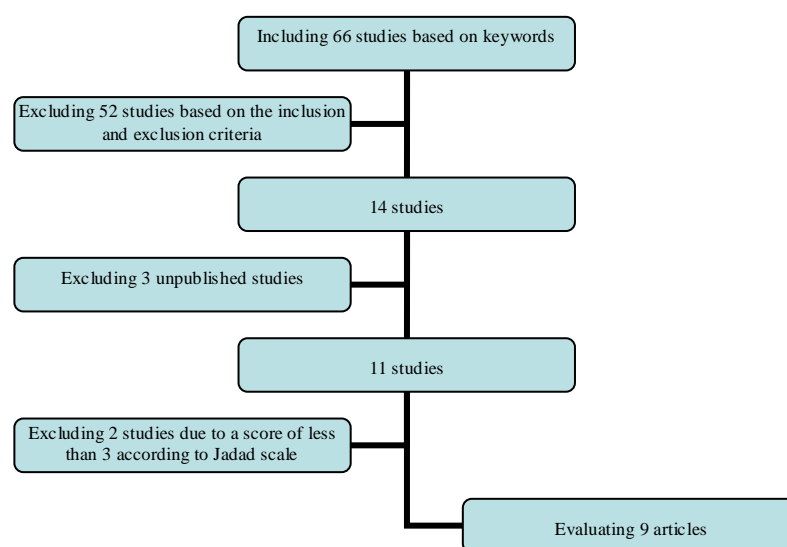 Including 66 studies based on keywords
Excluding 52 studies based on the inclusion
and exclusion criteria
14 studies
Excluding 3 unpublished studies
11 studies
Excluding 2 studies due to a score of less
than 3 according to Jadad scale
Evaluating 9 articles